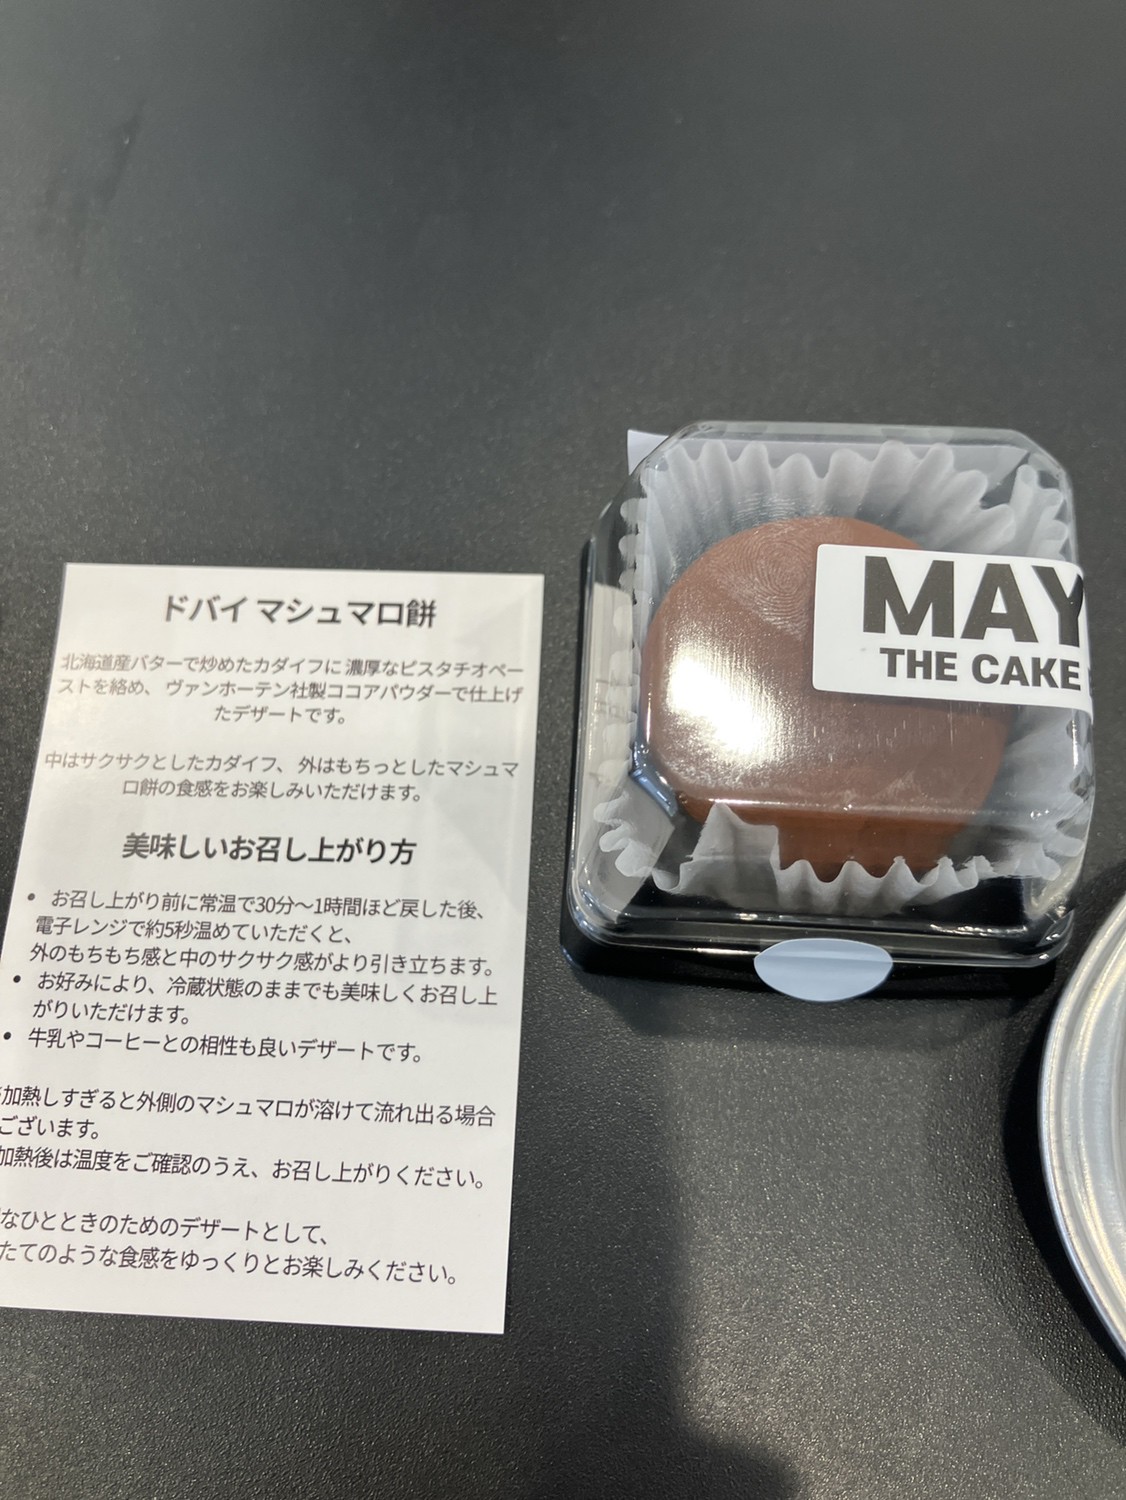 ドバイ マシュマロ餅
北海道産バターで炒めたカダイフに 濃厚なピスタチオペー
ストを絡め、 ヴァンホーテン社製ココアパウダーで仕上げ
たデザートです。
中はサクサクとしたカダイフ、 外はもちっとしたマシュマ
ロ餅の食感をお楽しみいただけます。
美味しいお召し上がり方
• お召し上がり前に常温で30分〜1時間ほど戻した後、
電子レンジで約5秒温めていただくと、
外のもちもち感と中のサクサク感がより引き立ちます。
• お好みにより、冷蔵状態のままでも美味しくお召し上
がりいただけます。
• 牛乳やコーヒーとの相性も良いデザートです。
加熱しすぎると外側のマシュマロが溶けて流れ出る場合
ございます。
加熱後は温度をご確認のうえ、お召し上がりください。
なひとときのためのデザートとして、
たてのような食感をゆっくりとお楽しみください。
MAY
THE CAKE